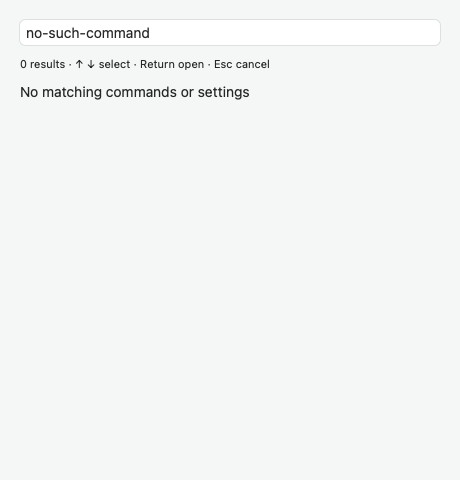 no-such-command
0 results · ↑ ↓ select · Return open · Esc cancel
No matching commands or settings